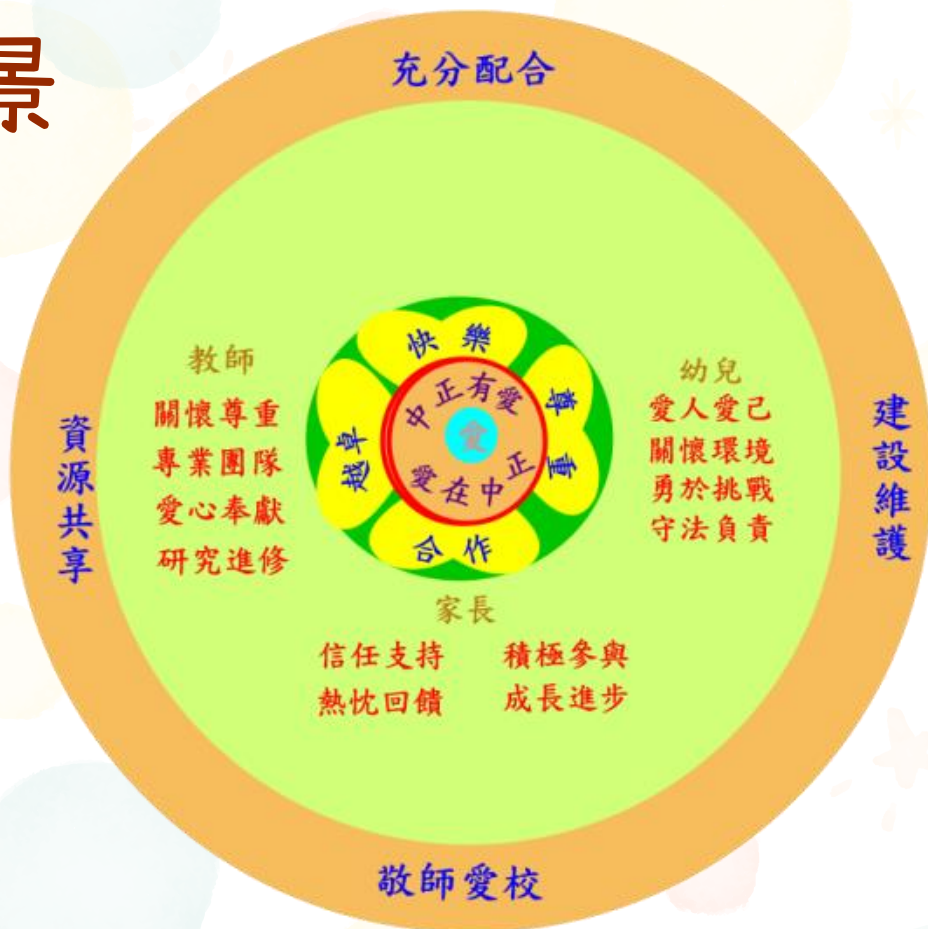 景
充分配合
快樂
教師
關懷尊重
專業團隊
愛心奉獻
研究進修
資源共享
越卓
中正有愛
愛
愛在中正
尊重
合作
幼兒
愛人愛己
關懷環境
勇於挑戰
守法負責
建設維護
家長
信任支持 積極參與
熱忱回饋 成長進步
敬師愛校